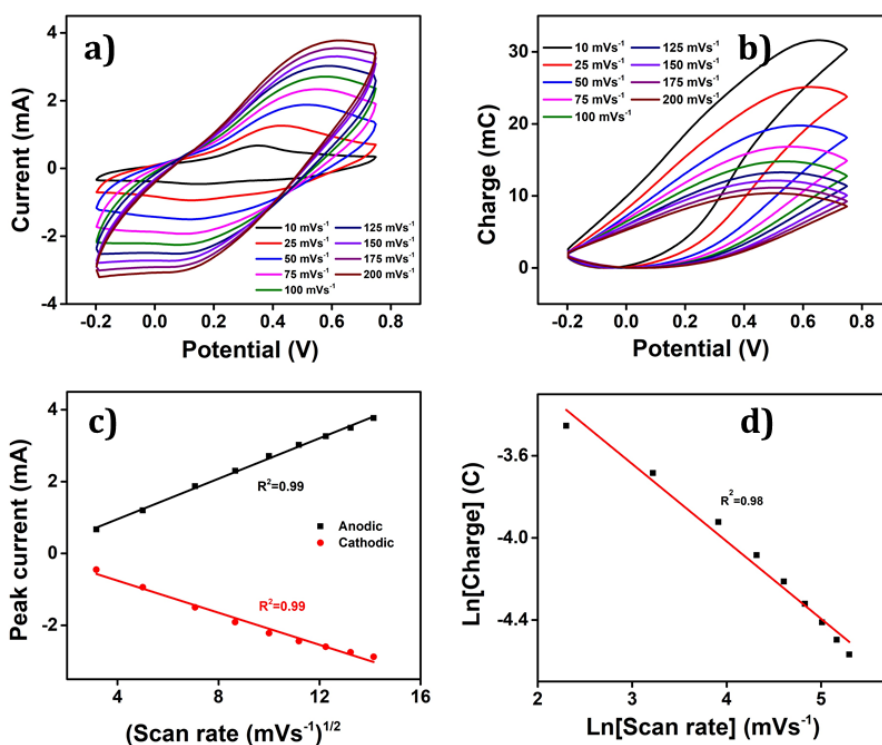 a)
Current (mA)
4
2
0
-2
-4
10 mVs⁻¹ 125 mVs⁻¹
25 mVs⁻¹ 150 mVs⁻¹
50 mVs⁻¹ 175 mVs⁻¹
75 mVs⁻¹ 200 mVs⁻¹
100 mVs⁻¹
-0.2 0.0 0.2 0.4 0.6 0.8
Potential (V)
b)
Charge (mC)
30
20
10
0
10 mVs⁻¹ 125 mVs⁻¹
25 mVs⁻¹ 150 mVs⁻¹
50 mVs⁻¹ 175 mVs⁻¹
75 mVs⁻¹ 200 mVs⁻¹
100 mVs⁻¹
-0.2 0.0 0.2 0.4 0.6 0.8
Potential (V)
c)
Peak current (mA)
4
2
0
-2
R²=0.99
Anodic
Cathodic
R²=0.99
4 8 12 16
(Scan rate (mVs⁻¹)¹/²
d)
Ln[Charge] (C)
-3.6
-4.0
-4.4
R²=0.98
2 3 4 5
Ln[Scan rate] (mVs⁻¹)